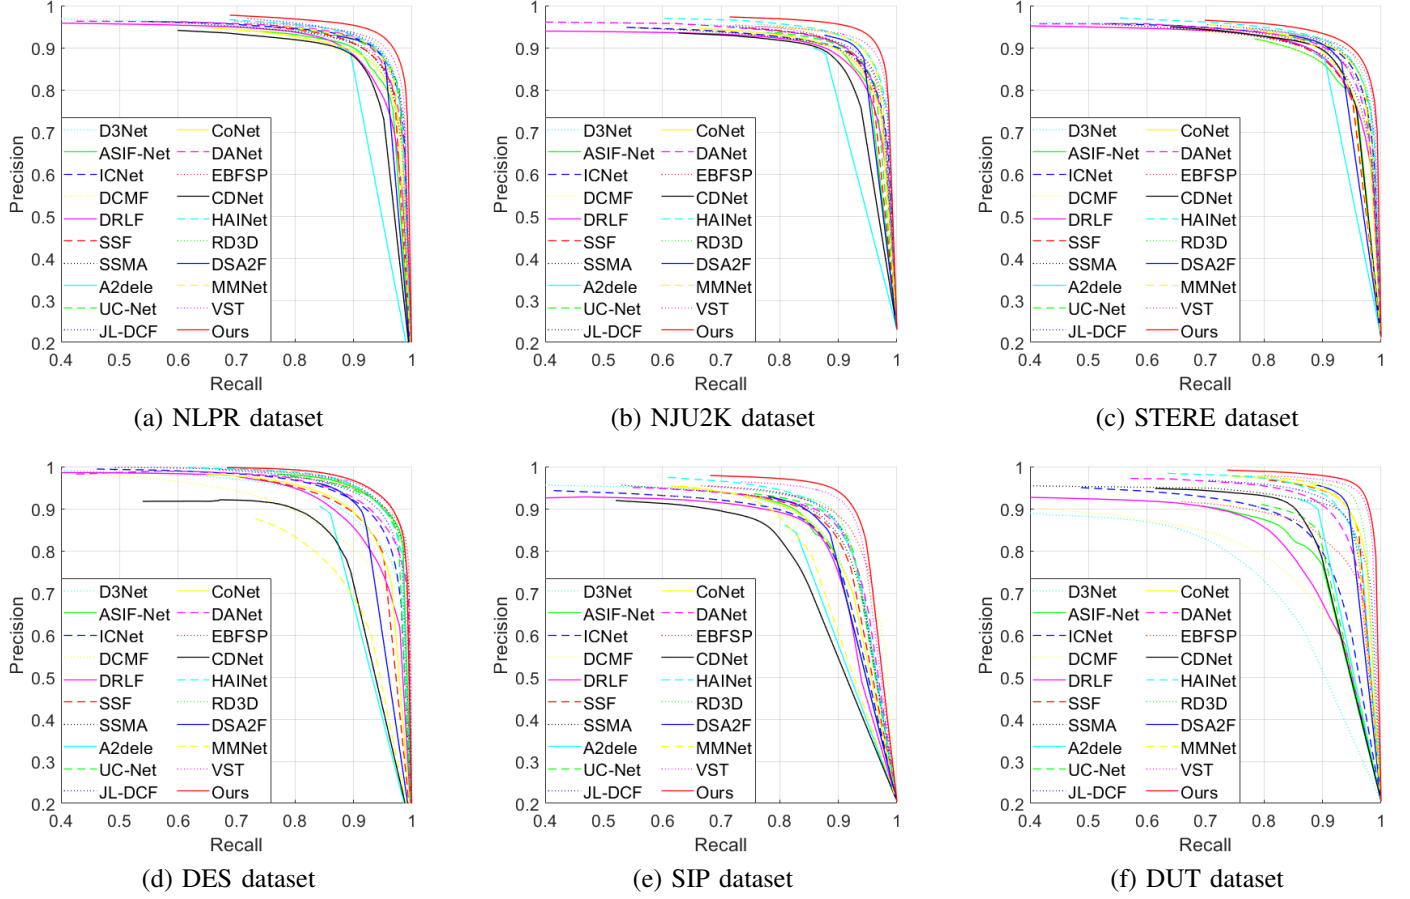 1
0.9
0.8
0.7
0.6
0.5
0.4
0.3
0.2
Precision
D3Net CoNet
ASIF-Net DANet
ICNet EBFSP
DCMF CDNet
DRLF HAINet
SSF RD3D
SSMA DSA2F
A2dele MMNet
UC-Net VST
JL-DCF Ours
0.4 0.5 0.6 0.7 0.8 0.9 1
Recall
(a) NLPR dataset
1
0.9
0.8
0.7
0.6
0.5
0.4
0.3
0.2
Precision
D3Net CoNet
ASIF-Net DANet
ICNet EBFSP
DCMF CDNet
DRLF HAINet
SSF RD3D
SSMA DSA2F
A2dele MMNet
UC-Net VST
JL-DCF Ours
0.4 0.5 0.6 0.7 0.8 0.9 1
Recall
(b) NJU2K dataset
1
0.9
0.8
0.7
0.6
0.5
0.4
0.3
0.2
Precision
D3Net CoNet
ASIF-Net DANet
ICNet EBFSP
DCMF CDNet
DRLF HAINet
SSF RD3D
SSMA DSA2F
A2dele MMNet
UC-Net VST
JL-DCF Ours
0.4 0.5 0.6 0.7 0.8 0.9 1
Recall
(c) STERE dataset
1
0.9
0.8
0.7
0.6
0.5
0.4
0.3
0.2
Precision
D3Net CoNet
ASIF-Net DANet
ICNet EBFSP
DCMF CDNet
DRLF HAINet
SSF RD3D
SSMA DSA2F
A2dele MMNet
UC-Net VST
JL-DCF Ours
0.4 0.5 0.6 0.7 0.8 0.9 1
Recall
(d) DES dataset
1
0.9
0.8
0.7
0.6
0.5
0.4
0.3
0.2
Precision
D3Net CoNet
ASIF-Net DANet
ICNet EBFSP
DCMF CDNet
DRLF HAINet
SSF RD3D
SSMA DSA2F
A2dele MMNet
UC-Net VST
JL-DCF Ours
0.4 0.5 0.6 0.7 0.8 0.9 1
Recall
(e) SIP dataset
1
0.9
0.8
0.7
0.6
0.5
0.4
0.3
0.2
Precision
D3Net CoNet
ASIF-Net DANet
ICNet EBFSP
DCMF CDNet
DRLF HAINet
SSF RD3D
SSMA DSA2F
A2dele MMNet
UC-Net VST
JL-DCF Ours
0.4 0.5 0.6 0.7 0.8 0.9 1
Recall
(f) DUT dataset